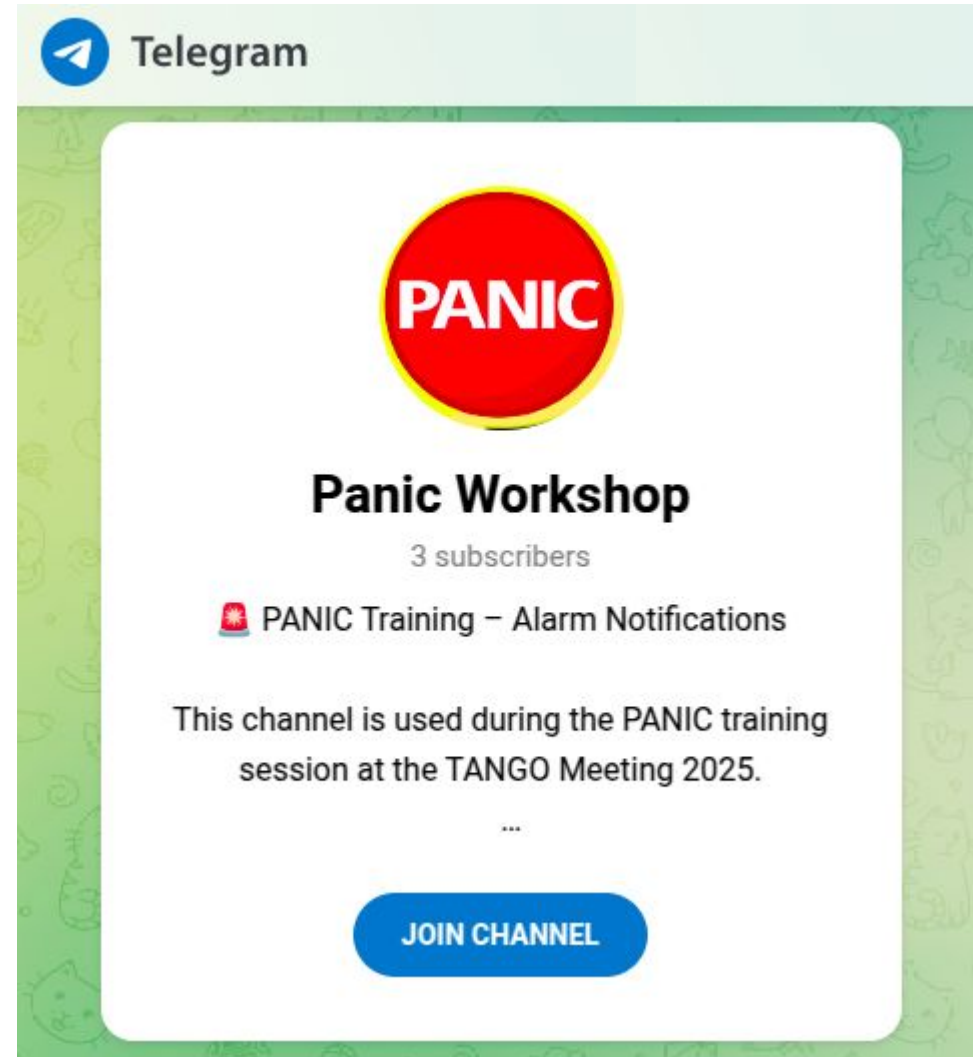 Telegram
PANIC
Panic Workshop
3 subscribers
🚨 PANIC Training – Alarm Notifications
This channel is used during the PANIC training
session at the TANGO Meeting 2025.
...
JOIN CHANNEL